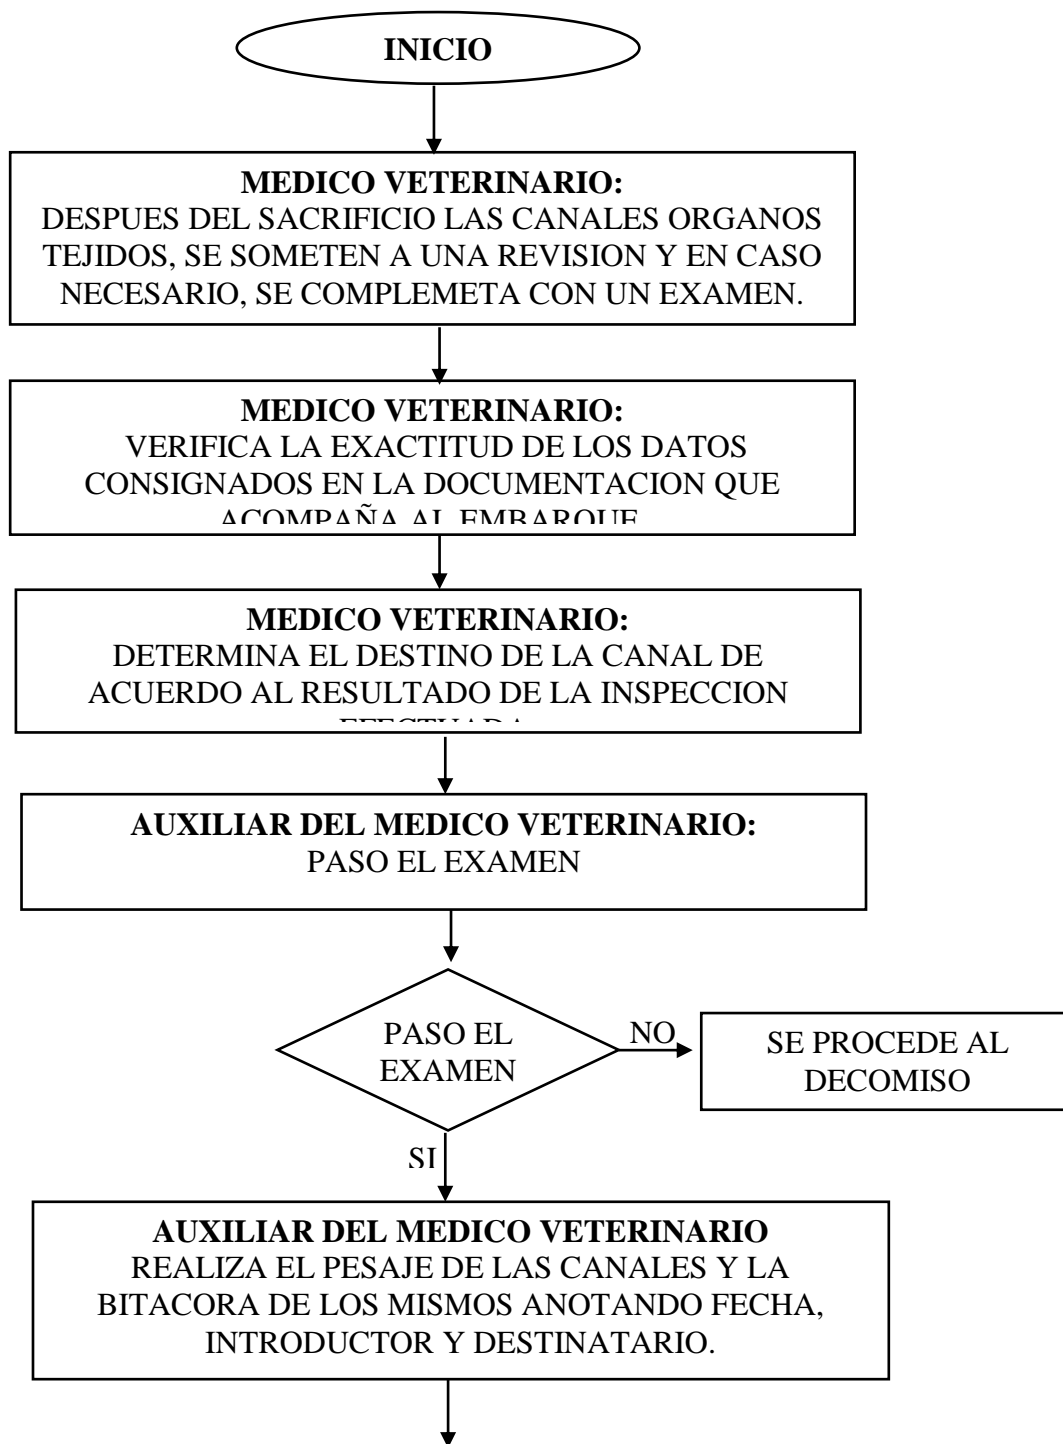 INICIO
MEDICO VETERINARIO:
DESPUES DEL SACRIFICIO LAS CANALES ORGANOS
TEJIDOS, SE SOMETEN A UNA REVISION Y EN CASO
NECESARIO, SE COMPLEMETA CON UN EXAMEN.
MEDICO VETERINARIO:
VERIFICA LA EXACTITUD DE LOS DATOS
CONSIGNADOS EN LA DOCUMENTACION QUE
ACOMPAÑA AL EMBARQUE
MEDICO VETERINARIO:
DETERMINA EL DESTINO DE LA CANAL DE
ACUERDO AL RESULTADO DE LA INSPECCION
EFECTUADA
AUXILIAR DEL MEDICO VETERINARIO:
PASO EL EXAMEN
PASO EL
EXAMEN
NO
SE PROCEDE AL
DECOMISO
SI
AUXILIAR DEL MEDICO VETERINARIO
REALIZA EL PESAJE DE LAS CANALES Y LA
BITACORA DE LOS MISMOS ANOTANDO FECHA,
INTRODUCTOR Y DESTINATARIO.